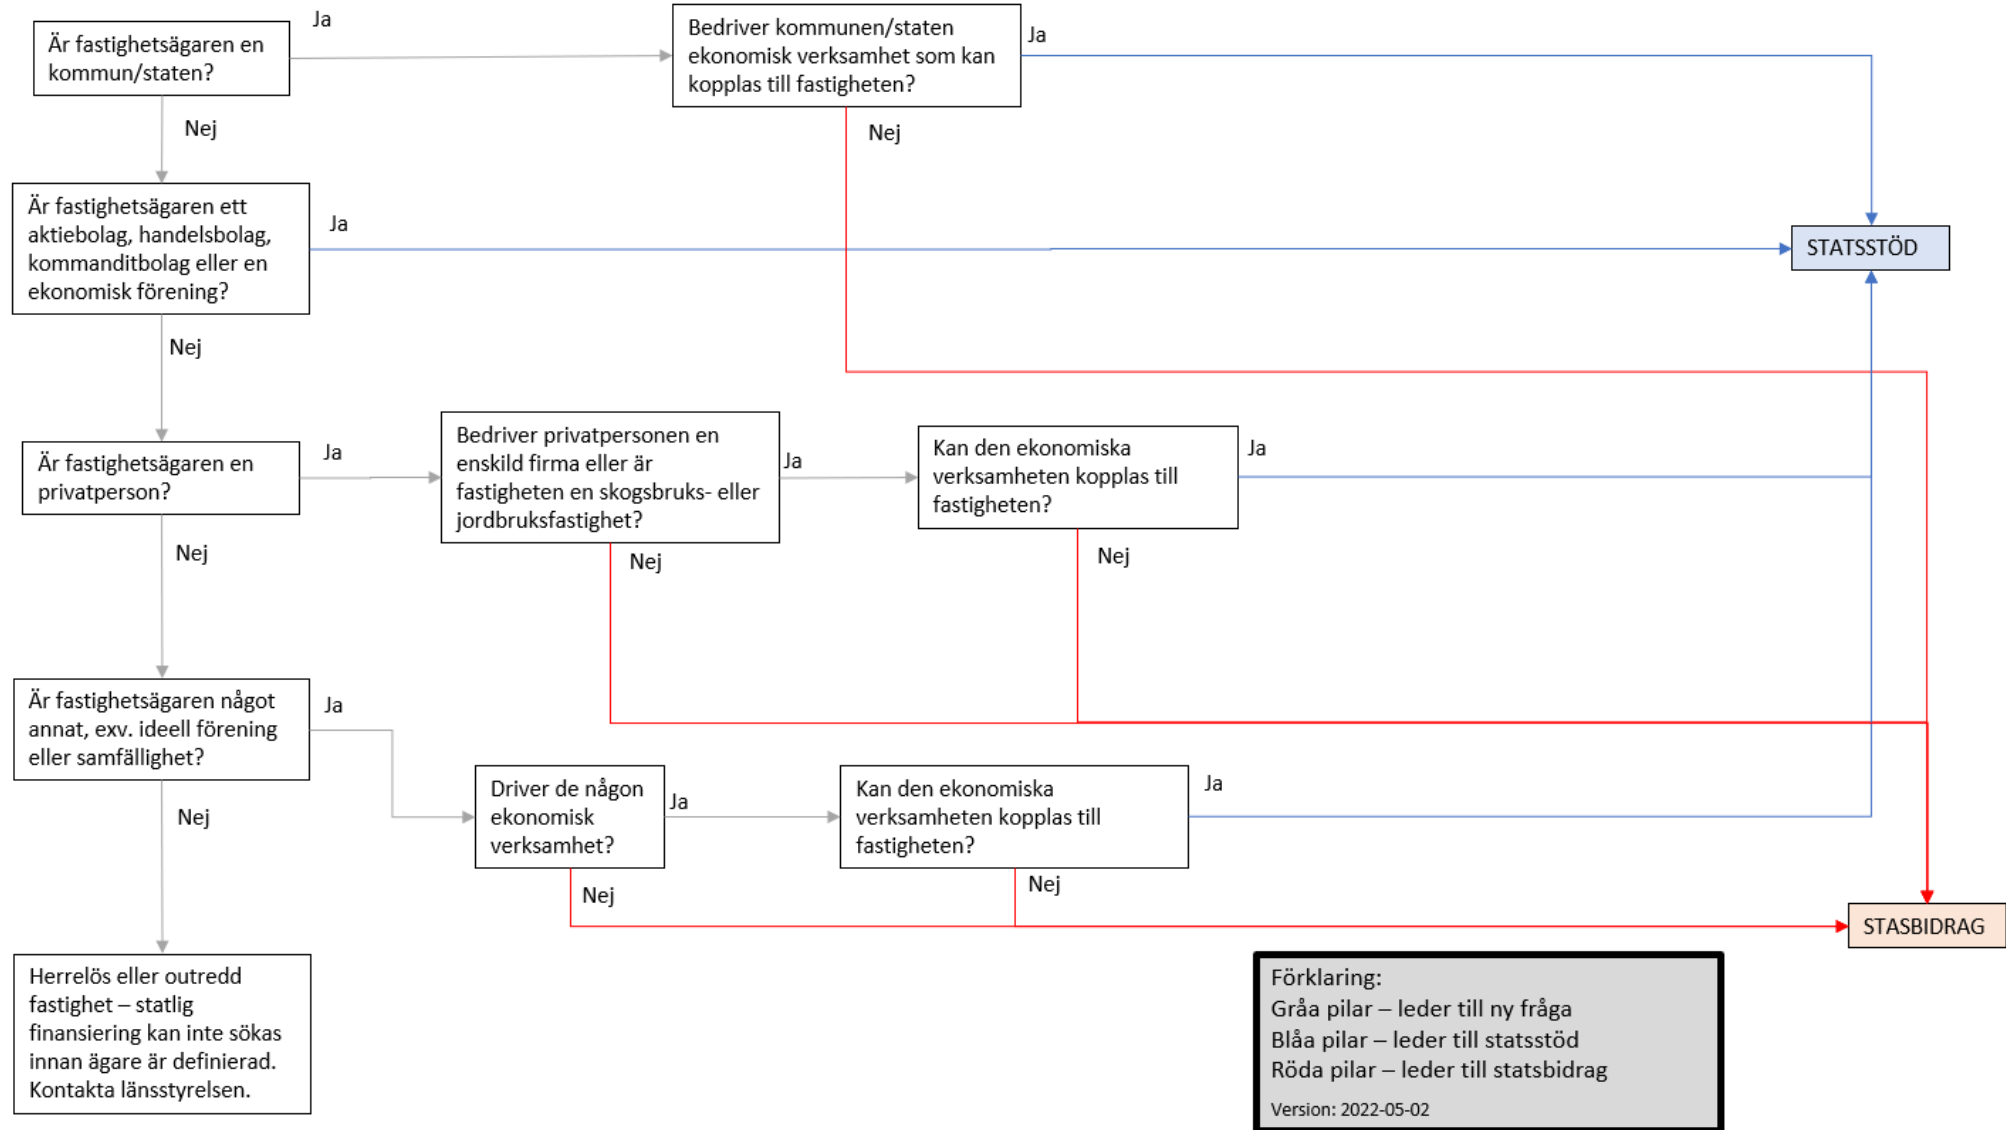 Är fastighetsägaren en
kommun/staten?
Ja
Bedriver kommunen/staten
ekonomisk verksamhet som kan
kopplas till fastigheten?
Ja
Nej
Nej
Är fastighetsägaren ett
aktiebolag, handelsbolag,
kommanditbolag eller en
ekonomisk förening?
Ja
STATSSTÖD
Nej
Är fastighetsägaren en
privatperson?
Ja
Bedriver privatpersonen en
enskild firma eller är
fastigheten en skogsbruks- eller
jordbruksfastighet?
Ja
Kan den ekonomiska
verksamheten kopplas till
fastigheten?
Ja
Nej
Nej
Nej
Är fastighetsägaren något
annat, exv. ideell förening
eller samfällighet?
Ja
Driver de någon
ekonomisk
verksamhet?
Ja
Kan den ekonomiska
verksamheten kopplas till
fastigheten?
Ja
Nej
Nej
Nej
STASBIDRAG
Herrelös eller outredd
fastighet – statlig
finansiering kan inte sökas
innan ägare är definierad.
Kontakta länsstyrelsen.
Förklaring:
Gråa pilar – leder till ny fråga
Blåa pilar – leder till statsstöd
Röda pilar – leder till statsbidrag
Version: 2022-05-02